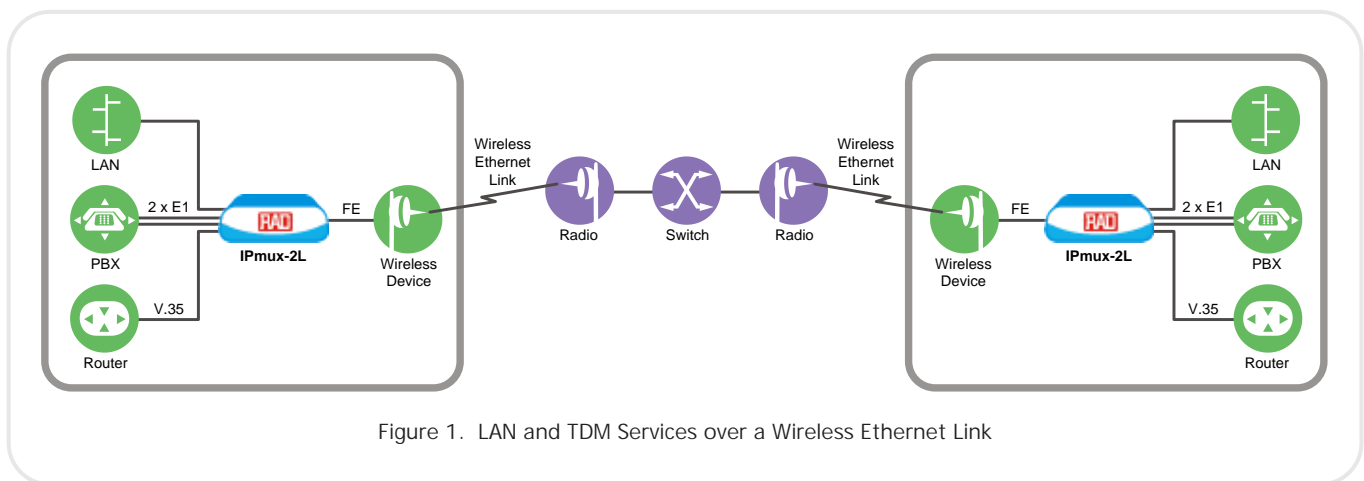 LAN
2 x E1
PBX
V.35
Router
RAD
IPmux-2L
FE
Wireless
Device
Wireless
Ethernet
Link
Radio
Switch
Radio
Wireless
Ethernet
Link
Wireless
Device
FE
RAD
IPmux-2L
LAN
2 x E1
PBX
V.35
Router
Figure 1. LAN and TDM Services over a Wireless Ethernet Link